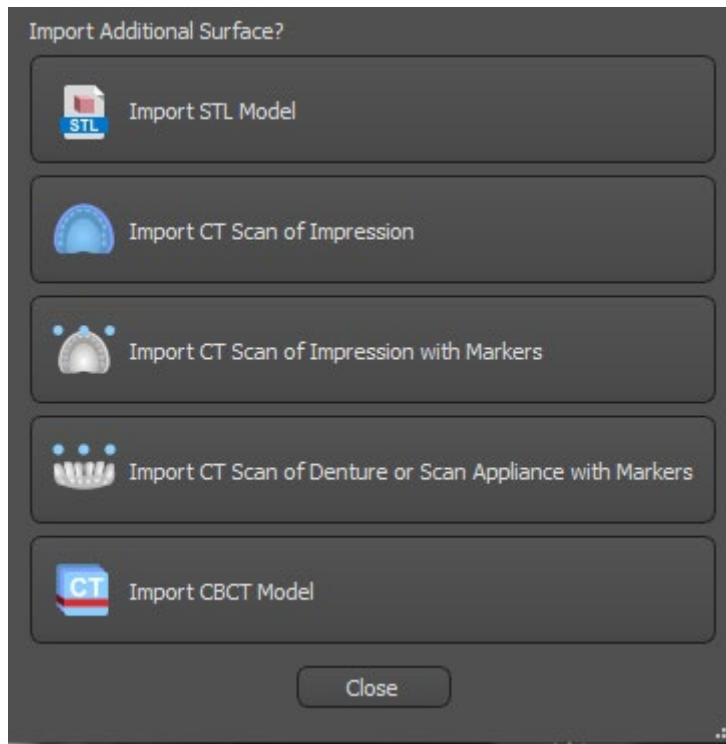 Import Additional Surface?
STL
Import STL Model
Import CT Scan of Impression
Import CT Scan of Impression with Markers
Import CT Scan of Denture or Scan Appliance with Markers
CT
Import CBCT Model
Close